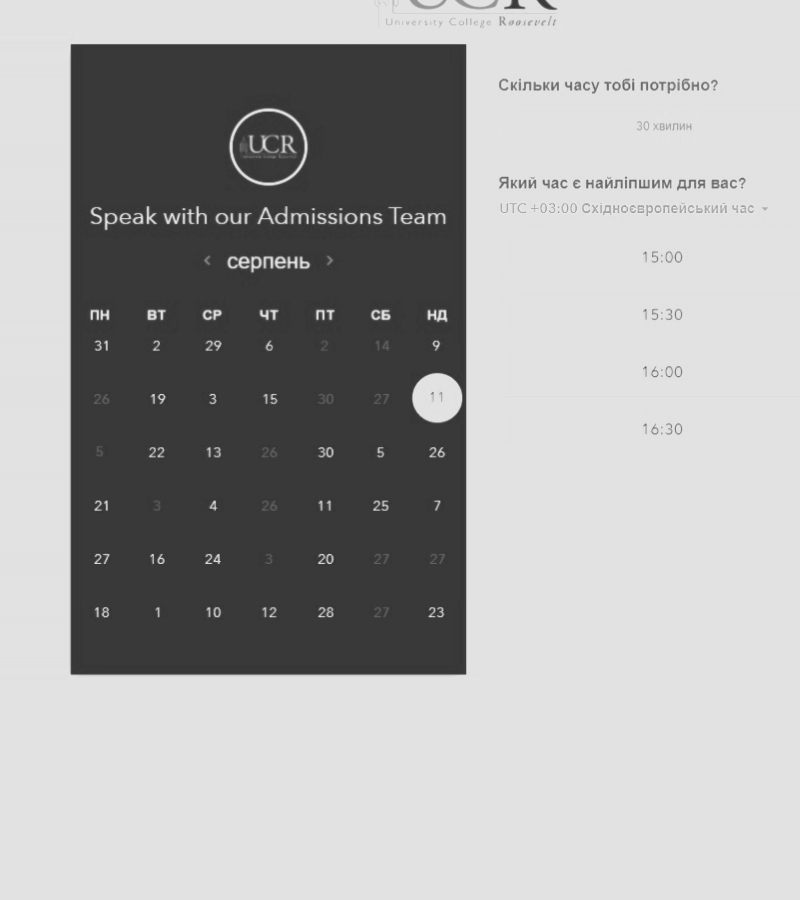 UCR
University College Roosevelt
UCR
Speak with our Admissions Team
‹ серпень ›
ПН ВТ СР ЧТ ПТ СБ НД
31 2 29 6 2 14 9
26 19 3 15 30 27 11
5 22 13 26 30 5 26
21 3 4 26 11 25 7
27 16 24 3 20 27 27
18 1 10 12 28 27 23
Скільки часу тобі потрібно?
30 хвилин
Який час є найліпшим для вас?
UTC +03:00 Східноєвропейський час
15:00
15:30
16:00
16:30